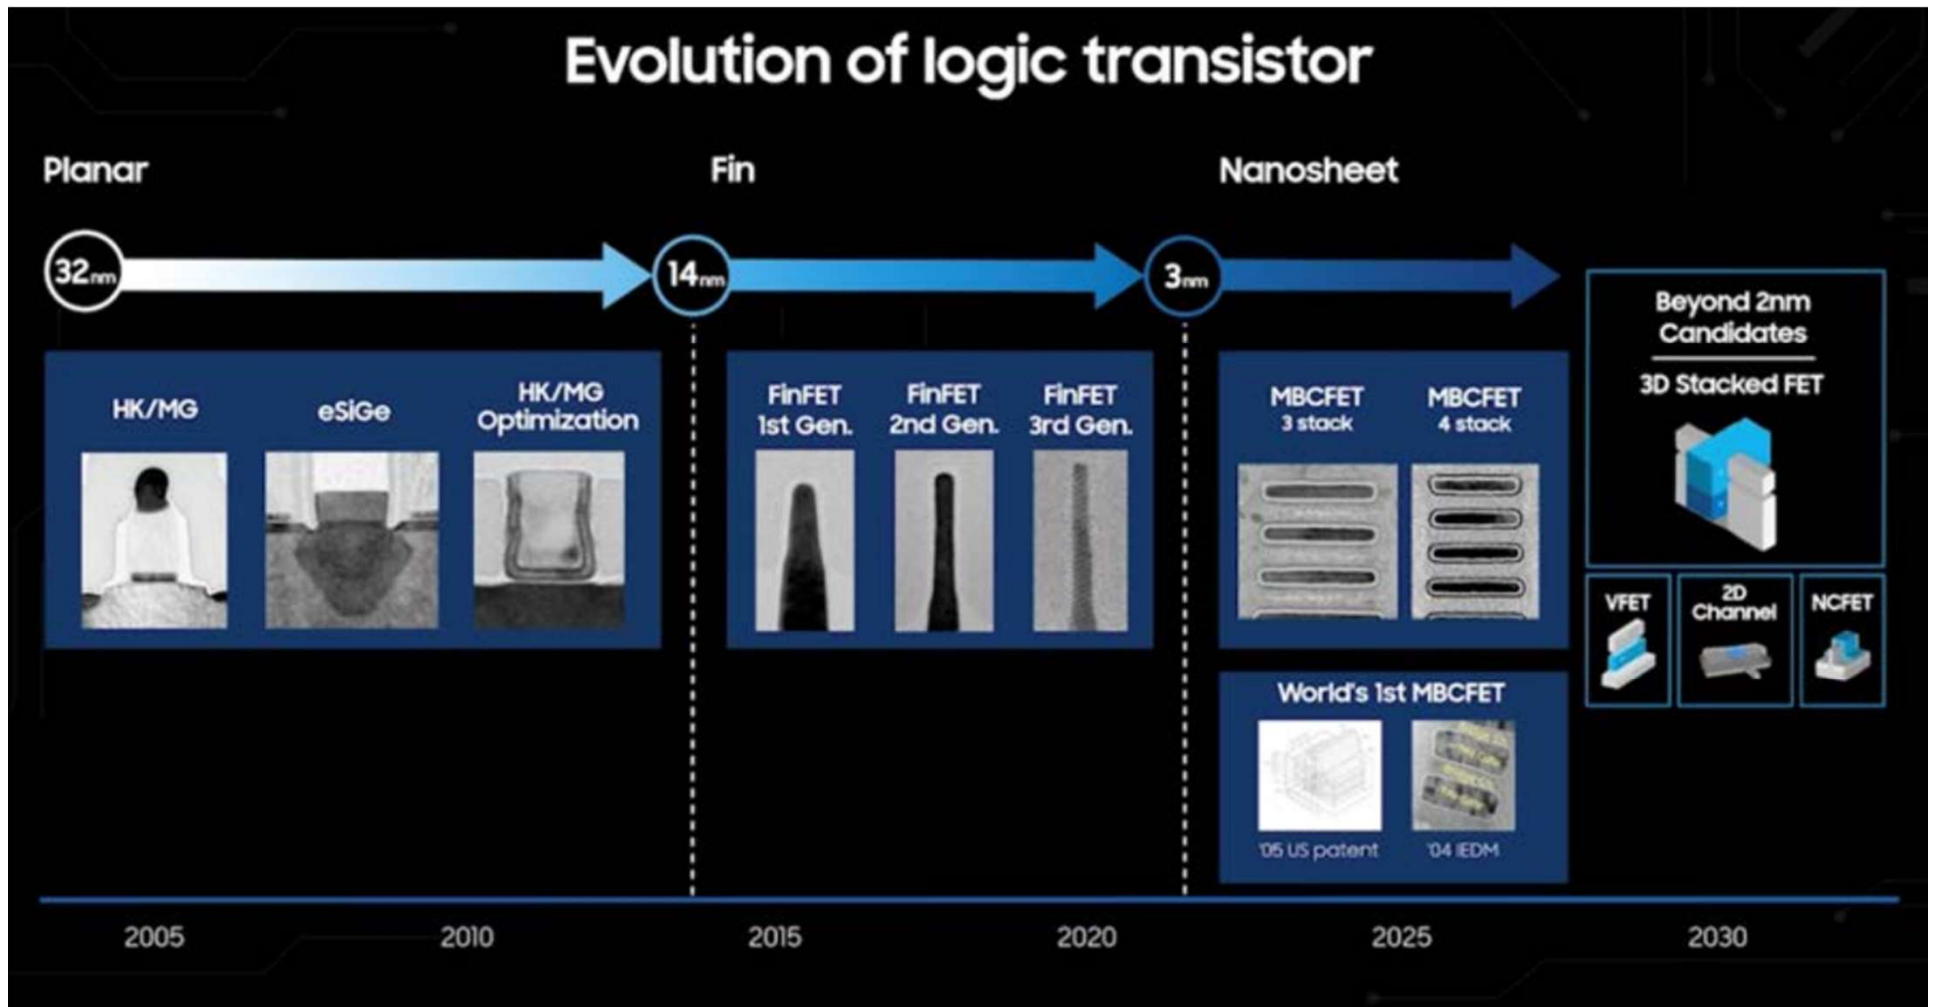 Evolution of logic transistor
Planar
Fin
Nanosheet
32nm
14nm
3nm
HK/MG
eSiGe
HK/MG
Optimization
FinFET
1st Gen.
FinFET
2nd Gen.
FinFET
3rd Gen.
MBCFET
3 stack
MBCFET
4 stack
World's 1st MBCFET
'05 US patent
'04 IEDM
Beyond 2nm
Candidates
3D Stacked FET
VFET
2D
Channel
NCFET
2005
2010
2015
2020
2025
2030